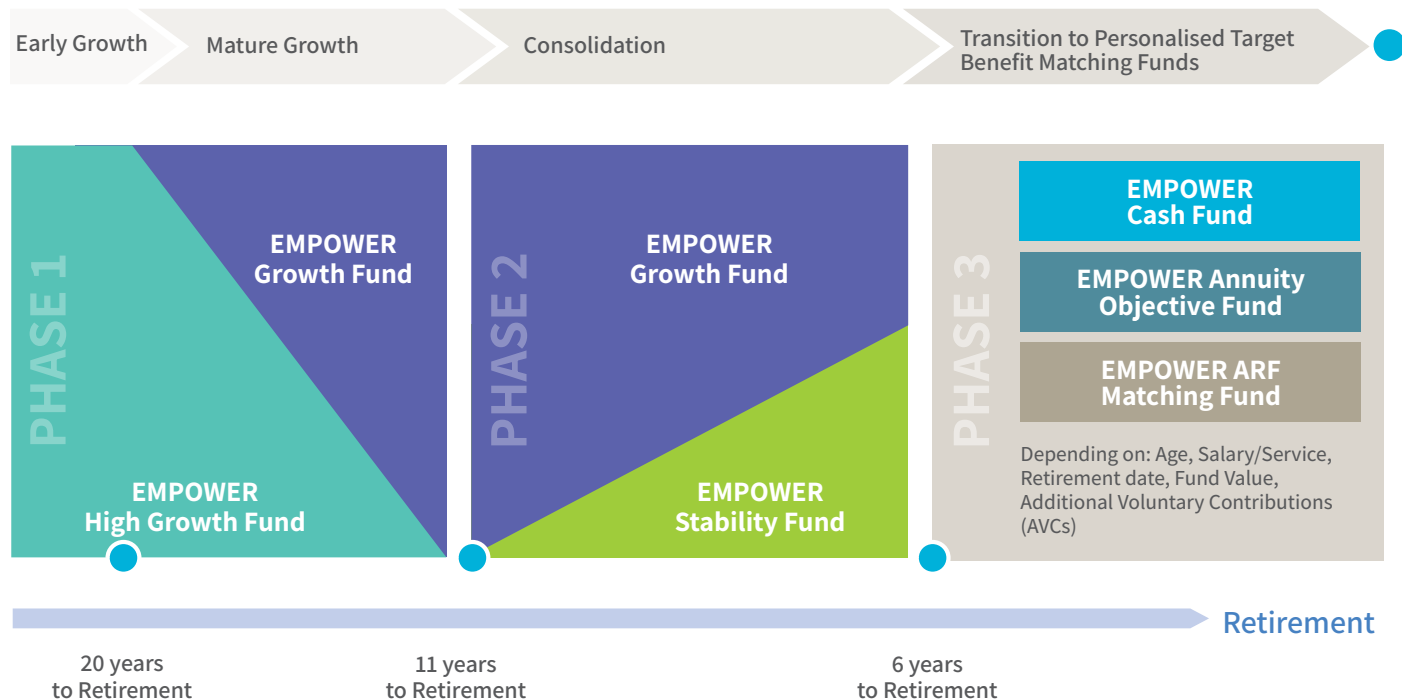 Early Growth
Mature Growth
Consolidation
Transition to Personalised Target
Benefit Matching Funds
PHASE 1
EMPOWER
Growth Fund
EMPOWER
High Growth Fund
PHASE 2
EMPOWER
Growth Fund
EMPOWER
Stability Fund
PHASE 3
EMPOWER
Cash Fund
EMPOWER Annuity
Objective Fund
EMPOWER ARF
Matching Fund
Depending on: Age, Salary/Service,
Retirement date, Fund Value,
Additional Voluntary Contributions
(AVCs)
Retirement
20 years
to Retirement
11 years
to Retirement
6 years
to Retirement